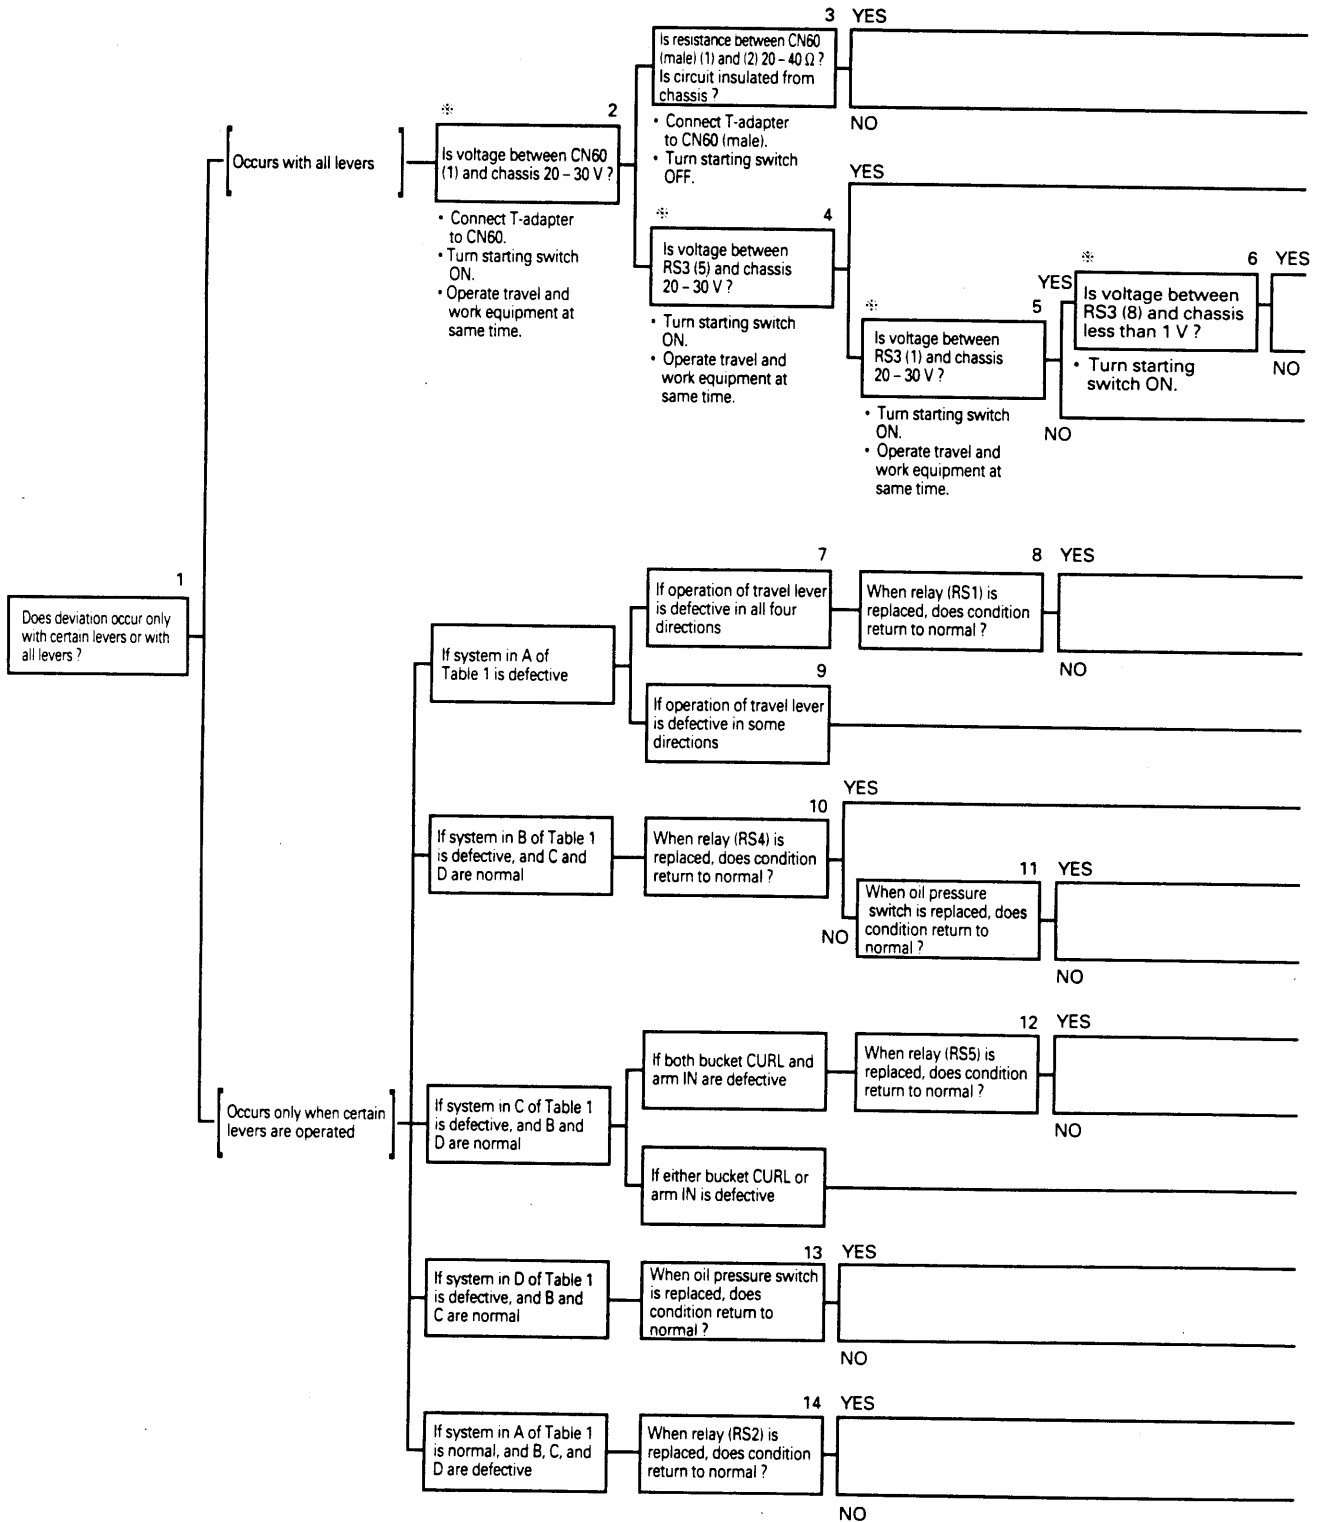 3 YES
Is resistance between CN60
(male) (1) and (2) 20 – 40 Ω ?
Is circuit insulated from
chassis ?
NO
• Connect T-adapter
to CN60 (male).
• Turn starting switch
OFF.
※ 2
Is voltage between CN60
(1) and chassis 20 – 30 V ?
• Connect T-adapter
to CN60.
• Turn starting switch
ON.
• Operate travel and
work equipment at
same time.
Occurs with all levers
YES
※ 4
Is voltage between
RS3 (5) and chassis
20 – 30 V ?
• Turn starting switch
ON.
• Operate travel and
work equipment at
same time.
※ 5
Is voltage between
RS3 (1) and chassis
20 – 30 V ?
• Turn starting switch
ON.
• Operate travel and
work equipment at
same time.
YES
※ 6 YES
Is voltage between
RS3 (8) and chassis
less than 1 V ?
• Turn starting
switch ON.
NO
NO
1
Does deviation occur only
with certain levers or with
all levers ?
If system in A of
Table 1 is defective
7
If operation of travel lever
is defective in all four
directions
8 YES
When relay (RS1) is
replaced, does condition
return to normal ?
NO
9
If operation of travel lever
is defective in some
directions
If system in B of Table 1
is defective, and C and
D are normal
10
YES
When relay (RS4) is
replaced, does condition
return to normal ?
NO
11 YES
When oil pressure
switch is replaced, does
condition return to
normal ?
NO
Occurs only when certain
levers are operated
If system in C of Table 1
is defective, and B and
D are normal
If both bucket CURL and
arm IN are defective
12 YES
When relay (RS5) is
replaced, does condition
return to normal ?
NO
If either bucket CURL or
arm IN is defective
If system in D of Table 1
is defective, and B and
C are normal
13 YES
When oil pressure switch
is replaced, does
condition return to
normal ?
NO
If system in A of Table 1
is normal, and B, C, and
D are defective
14 YES
When relay (RS2) is
replaced, does condition
return to normal ?
NO